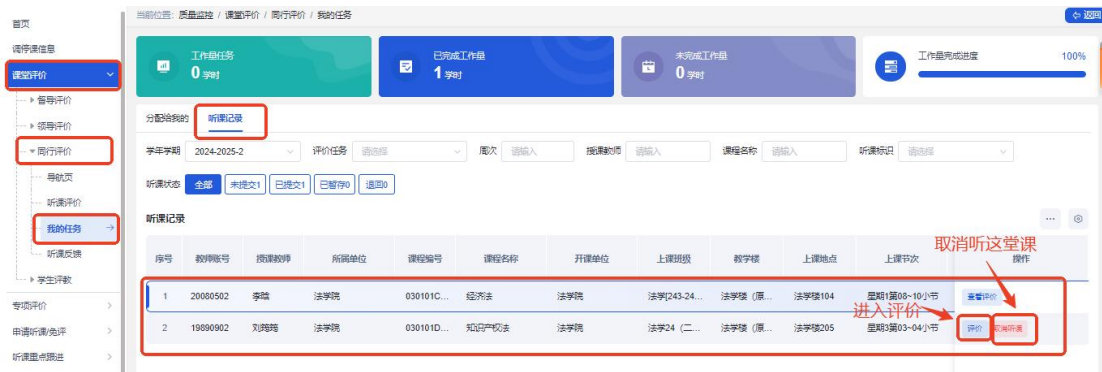 当前位置: 质量监控 / 课堂评价 / 同行评价 / 我的任务
返回
首页
调停课信息
课堂评价
督导评价
领导评价
同行评价
导航页
听课评价
我的任务
听课反馈
学生评教
专项评价
申请听课/免评
听课重点跟进
工作量任务
0 学时
已完成工作量
1 学时
未完成工作量
0 学时
工作量完成进度 100%
分配给我的 听课记录
学年学期 2024-2025-2 评价任务 请选择 周次 请输入 授课教师 请输入 课程名称 请输入 听课标识 请选择
听课状态 全部 未提交1 已提交1 已暂存0 退回0
听课记录
取消听这堂课
序号 教师账号 授课教师 所属单位 课程编号 课程名称 开课单位 上课班级 教学楼 上课地点 上课节次 操作
1 20080502 李晗 法学院 030101C... 经济法 法学院 法学[243-24... 法学楼（原... 法学楼104 星期1第08~10小节 查看评价
进入评价
2 19890902 刘筠筠 法学院 030101D... 知识产权法 法学院 法学24（二... 法学楼（原... 法学楼205 星期3第03~04小节 评价 取消听课